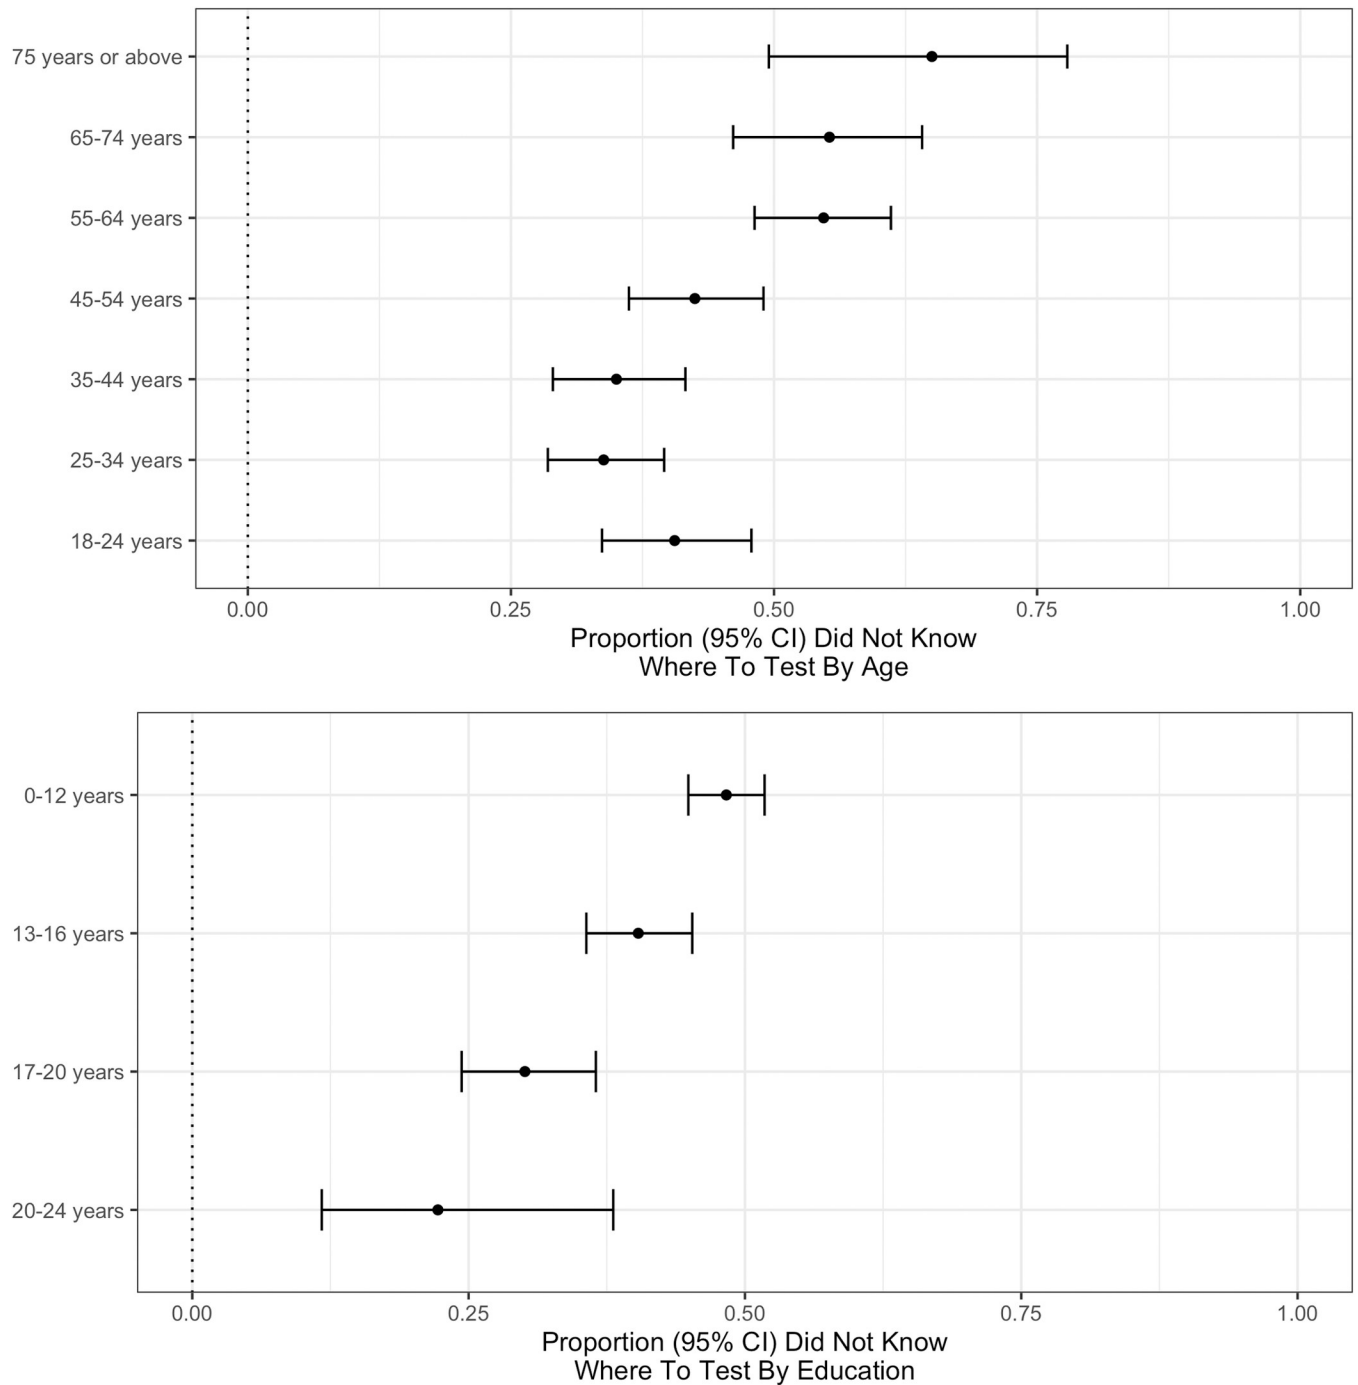 75 years or above
65-74 years
55-64 years
45-54 years
35-44 years
25-34 years
18-24 years
0.00 0.25 0.50 0.75 1.00
Proportion (95% CI) Did Not Know
Where To Test By Age
0-12 years
13-16 years
17-20 years
20-24 years
0.00 0.25 0.50 0.75 1.00
Proportion (95% CI) Did Not Know
Where To Test By Education